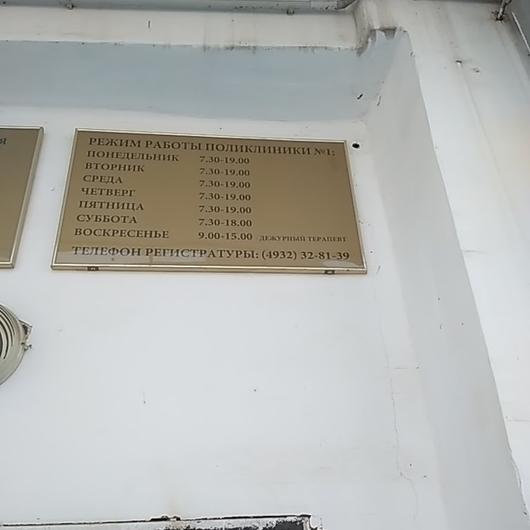 Я
РЕЖИМ РАБОТЫ ПОЛИКЛИНИКИ №1:
ПОНЕДЕЛЬНИК 7.30-19.00
ВТОРНИК 7.30-19.00
СРЕДА 7.30-19.00
ЧЕТВЕРГ 7.30-19.00
ПЯТНИЦА 7.30-19.00
СУББОТА 7.30-18.00
ВОСКРЕСЕНЬЕ 9.00-15.00 ДЕЖУРНЫЙ ТЕРАПЕВТ
ТЕЛЕФОН РЕГИСТРАТУРЫ: (4932) 32-81-39